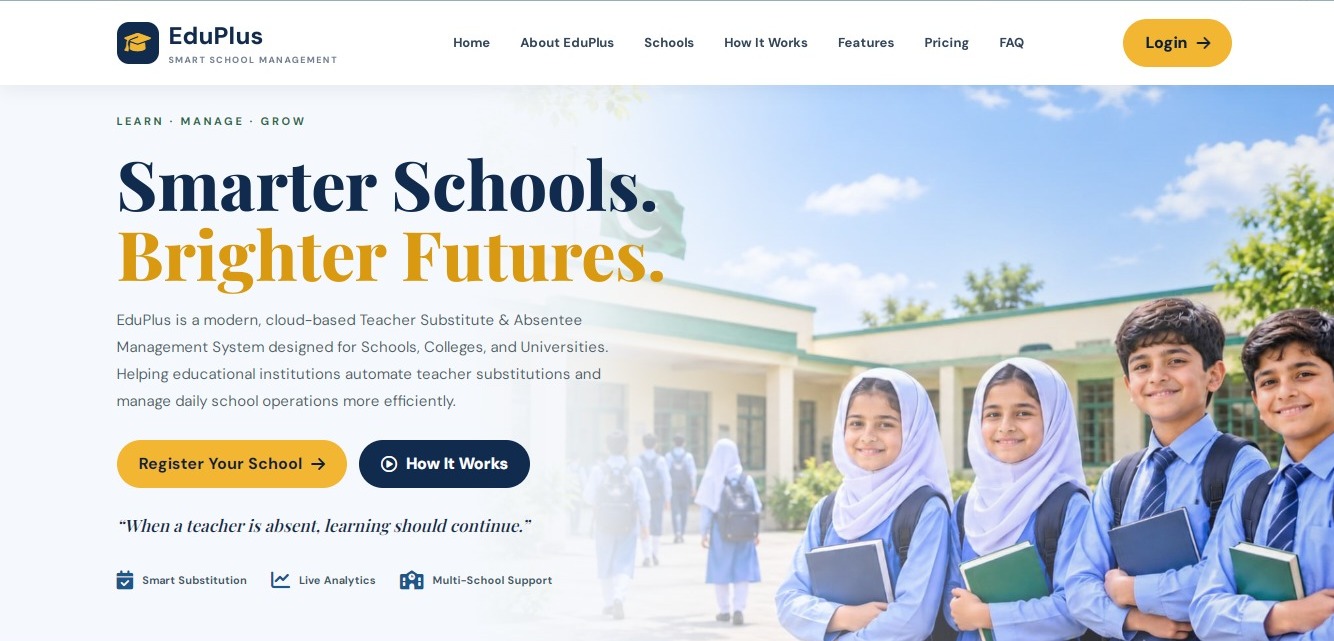 EduPlus
SMART SCHOOL MANAGEMENT
Home
About EduPlus
Schools
How It Works
Features
Pricing
FAQ
Login
LEARN · MANAGE · GROW
Smarter Schools.
Brighter Futures.
EduPlus is a modern, cloud-based Teacher Substitute & Absentee
Management System designed for Schools, Colleges, and Universities.
Helping educational institutions automate teacher substitutions and
manage daily school operations more efficiently.
Register Your School
How It Works
“When a teacher is absent, learning should continue.”
Smart Substitution
Live Analytics
Multi-School Support